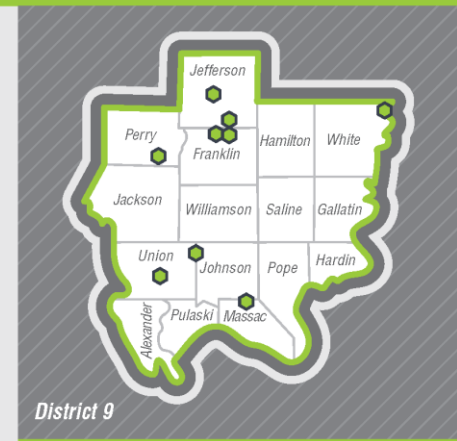 Jefferson
Perry
Franklin
Hamilton
White
Jackson
Williamson
Saline
Gallatin
Union
Johnson
Pope
Hardin
Alexander
Pulaski
Massac
District 9